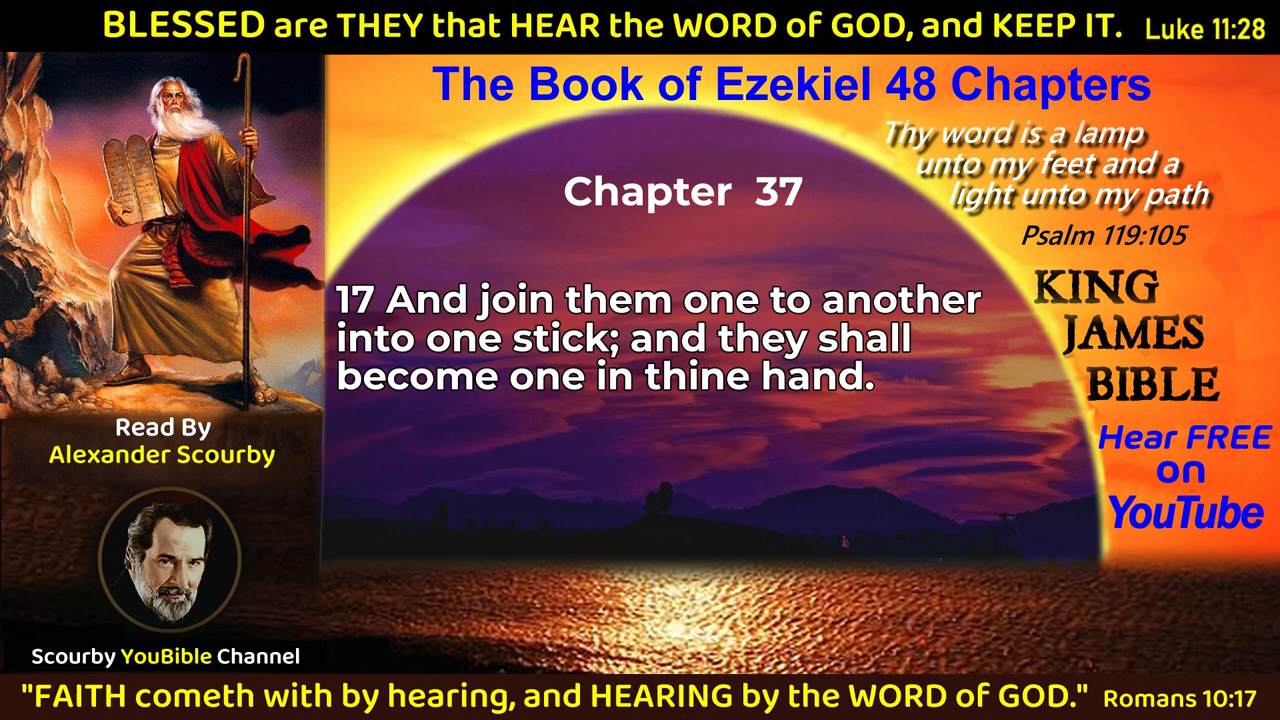 BLESSED are THEY that HEAR the WORD of GOD, and KEEP IT. Luke 11:28
The Book of Ezekiel 48 Chapters
Thy word is a lamp
unto my feet and a
light unto my path
Psalm 119:105
Chapter 37
17 And join them one to another
into one stick; and they shall
become one in thine hand.
KING
JAMES
BIBLE
Hear FREE
on
YouTube
Read By
Alexander Scourby
Scourby YouBible Channel
"FAITH cometh with by hearing, and HEARING by the WORD of GOD." Romans 10:17